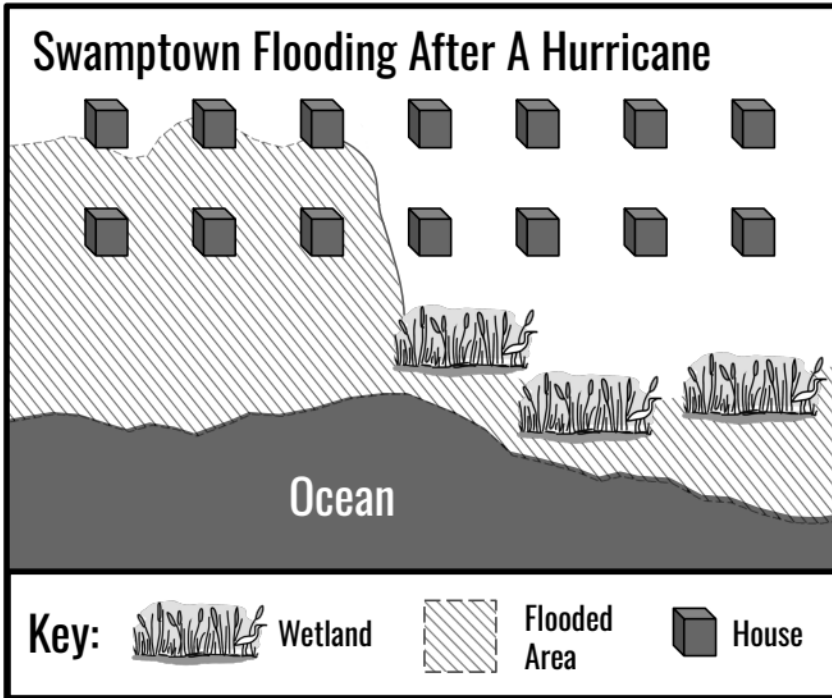 Swamptown Flooding After A Hurricane
Ocean
Key:
Wetland
Flooded
Area
House